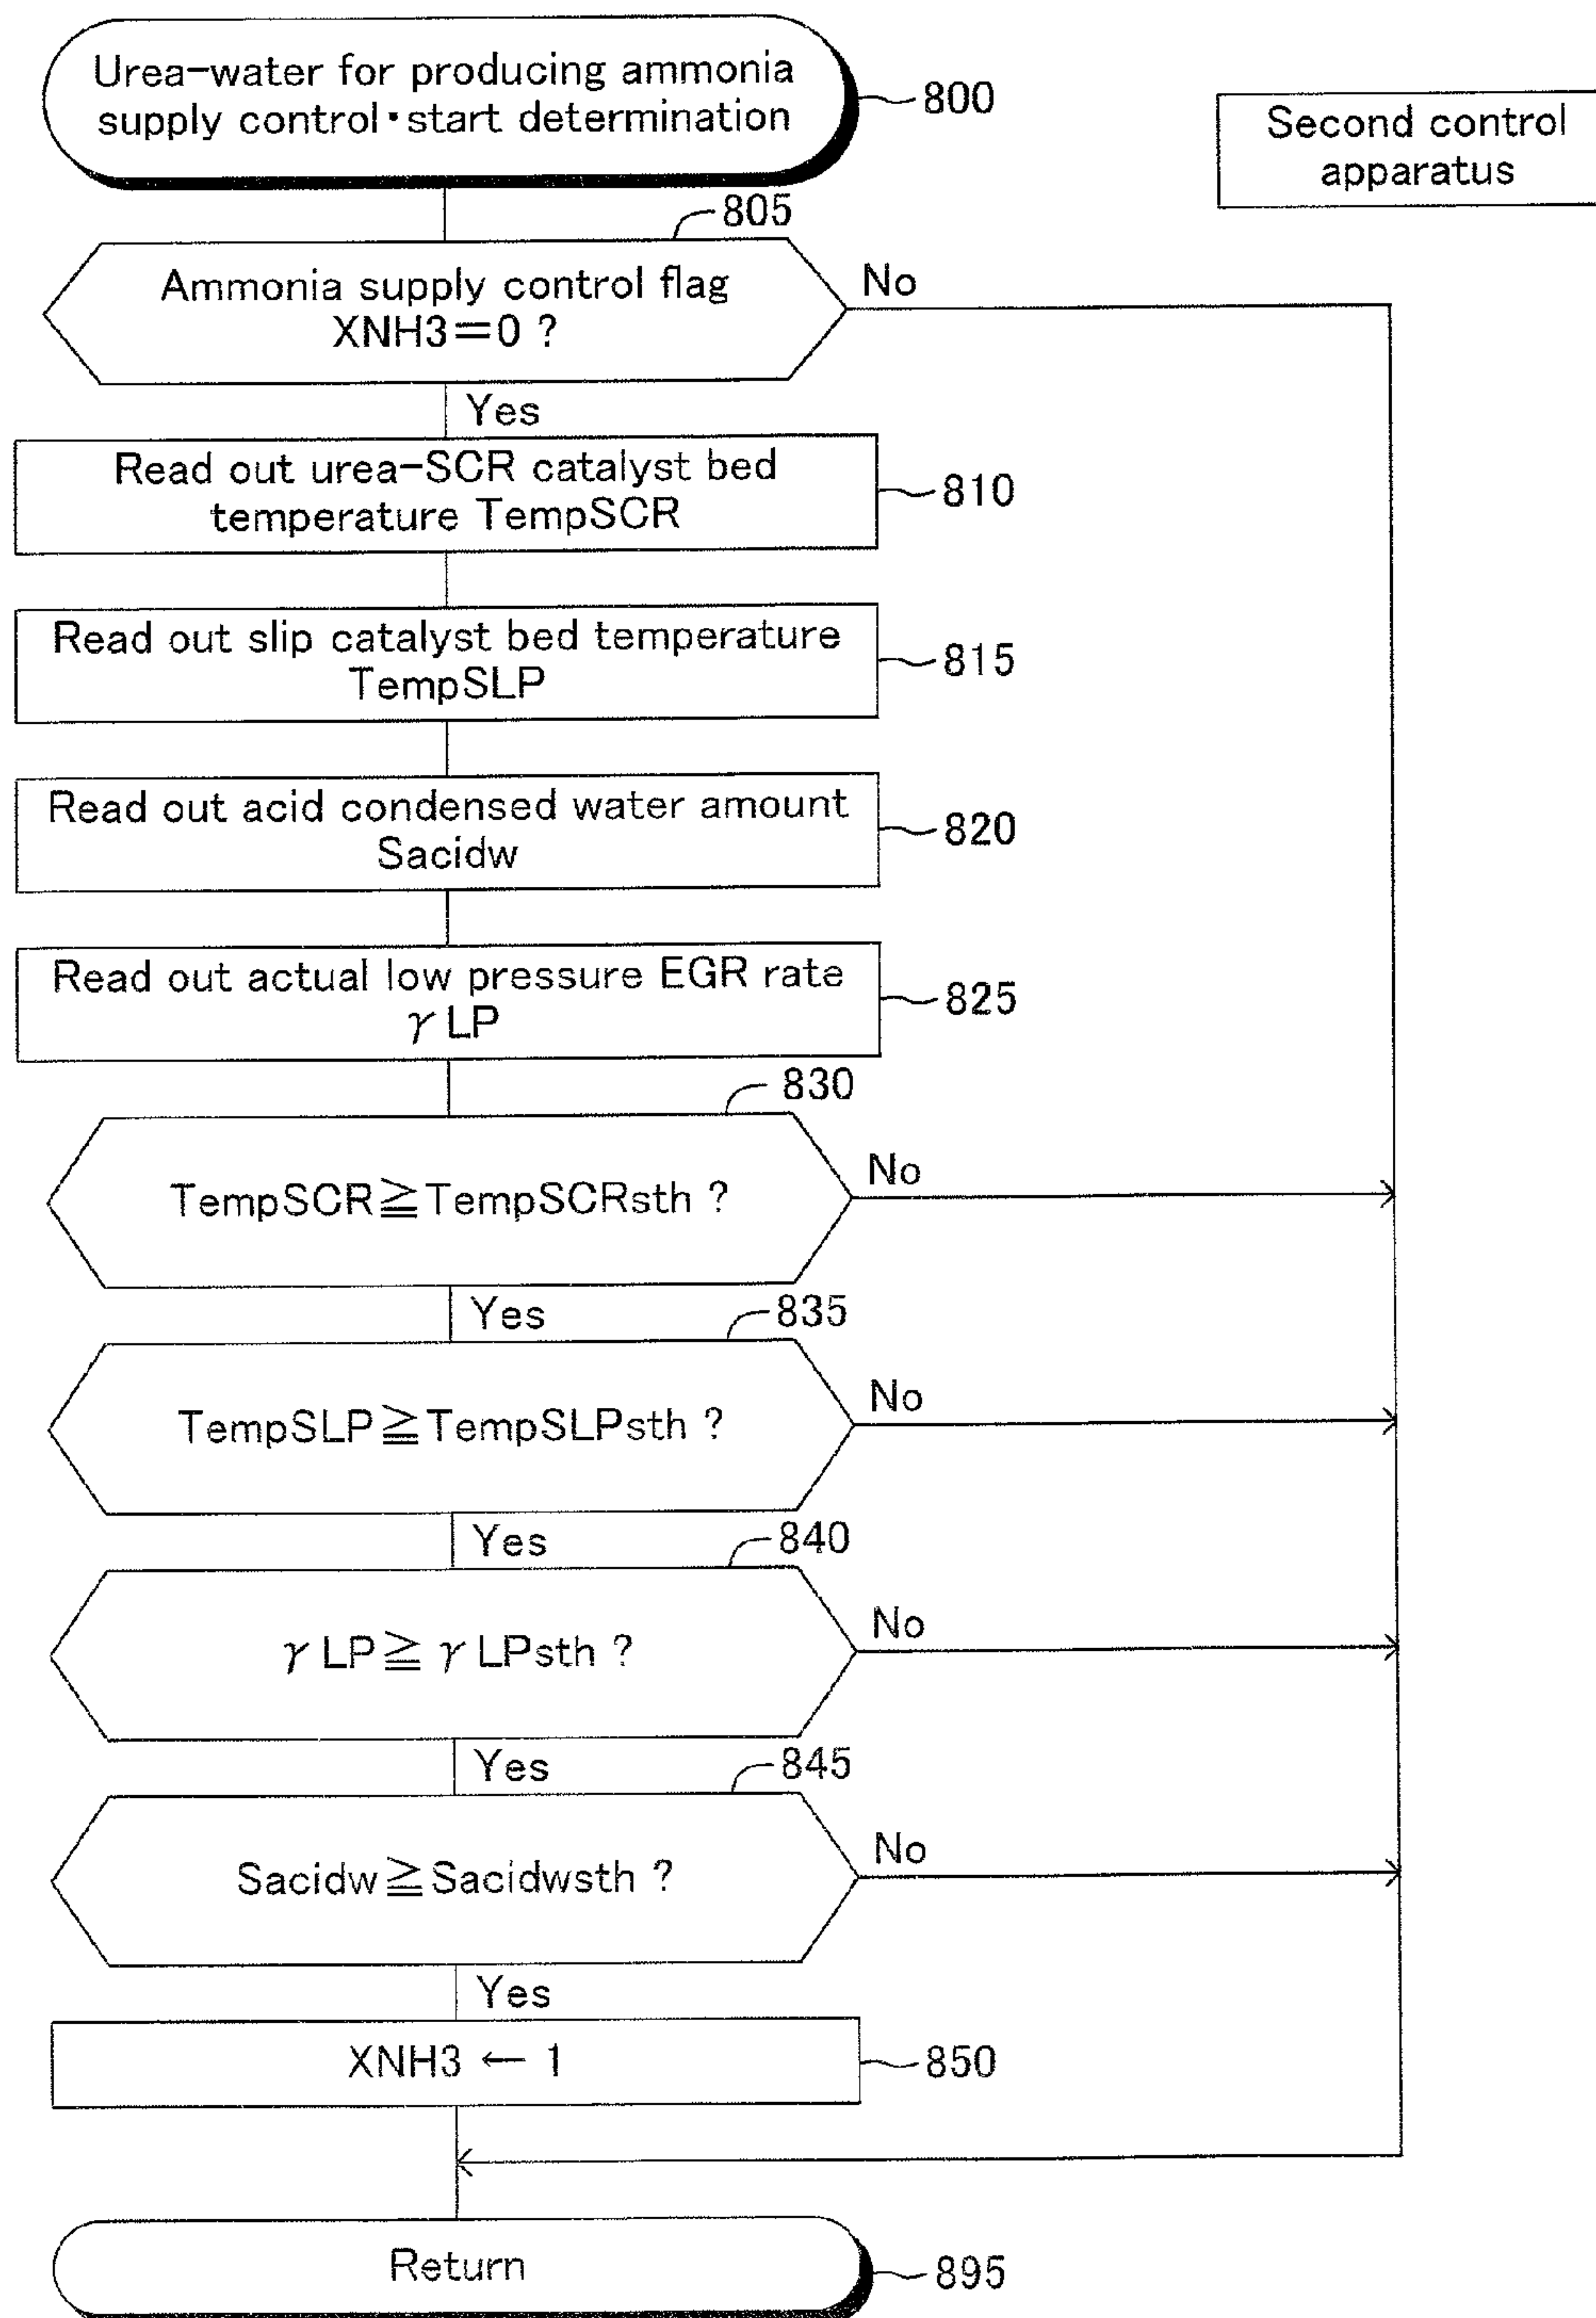 Urea-water for producing ammonia
supply control・start determination
800
Second control
apparatus
805
Ammonia supply control flag
XNH3=0 ?
No
Yes
Read out urea-SCR catalyst bed
temperature TempSCR
810
Read out slip catalyst bed temperature
TempSLP
815
Read out acid condensed water amount
Sacidw
820
Read out actual low pressure EGR rate
γ LP
825
830
TempSCR≧TempSCRsth ?
No
Yes
835
TempSLP≧TempSLPsth ?
No
Yes
840
γ LP≧ γ LPsth ?
No
Yes
845
Sacidw≧Sacidwsth ?
No
Yes
XNH3 ← 1
850
Return
895